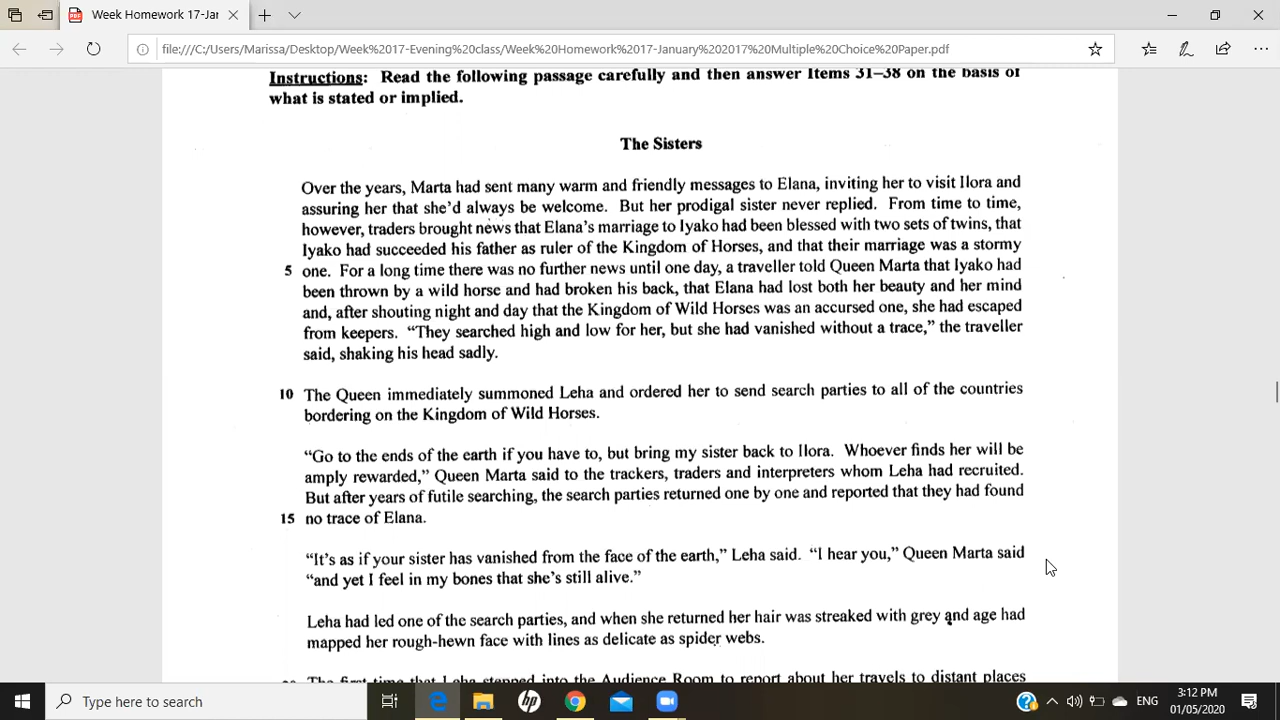 Week Homework 17-Jar
file:///C:/Users/Marissa/Desktop/Week%2017-Evening%20class/Week%20Homework%2017-January%202017%20Multiple%20Choice%20Paper.pdf
Instructions: Read the following passage carefully and then answer Items 31–38 on the basis of
what is stated or implied.
The Sisters
Over the years, Marta had sent many warm and friendly messages to Elana, inviting her to visit Ilora and
assuring her that she'd always be welcome. But her prodigal sister never replied. From time to time,
however, traders brought news that Elana's marriage to Iyako had been blessed with two sets of twins, that
Iyako had succeeded his father as ruler of the Kingdom of Horses, and that their marriage was a stormy
5 one. For a long time there was no further news until one day, a traveller told Queen Marta that Iyako had
been thrown by a wild horse and had broken his back, that Elana had lost both her beauty and her mind
and, after shouting night and day that the Kingdom of Wild Horses was an accursed one, she had escaped
from keepers. "They searched high and low for her, but she had vanished without a trace," the traveller
said, shaking his head sadly.
10 The Queen immediately summoned Leha and ordered her to send search parties to all of the countries
bordering on the Kingdom of Wild Horses.
"Go to the ends of the earth if you have to, but bring my sister back to Ilora. Whoever finds her will be
amply rewarded," Queen Marta said to the trackers, traders and interpreters whom Leha had recruited.
But after years of futile searching, the search parties returned one by one and reported that they had found
15 no trace of Elana.
"It's as if your sister has vanished from the face of the earth," Leha said. "I hear you," Queen Marta said
"and yet I feel in my bones that she's still alive."
Leha had led one of the search parties, and when she returned her hair was streaked with grey and age had
mapped her rough-hewn face with lines as delicate as spider webs.
The first time that Leha stepped into the Audience Room to report about her travels to distant places
Type here to search
ENG
3:12 PM
01/05/2020